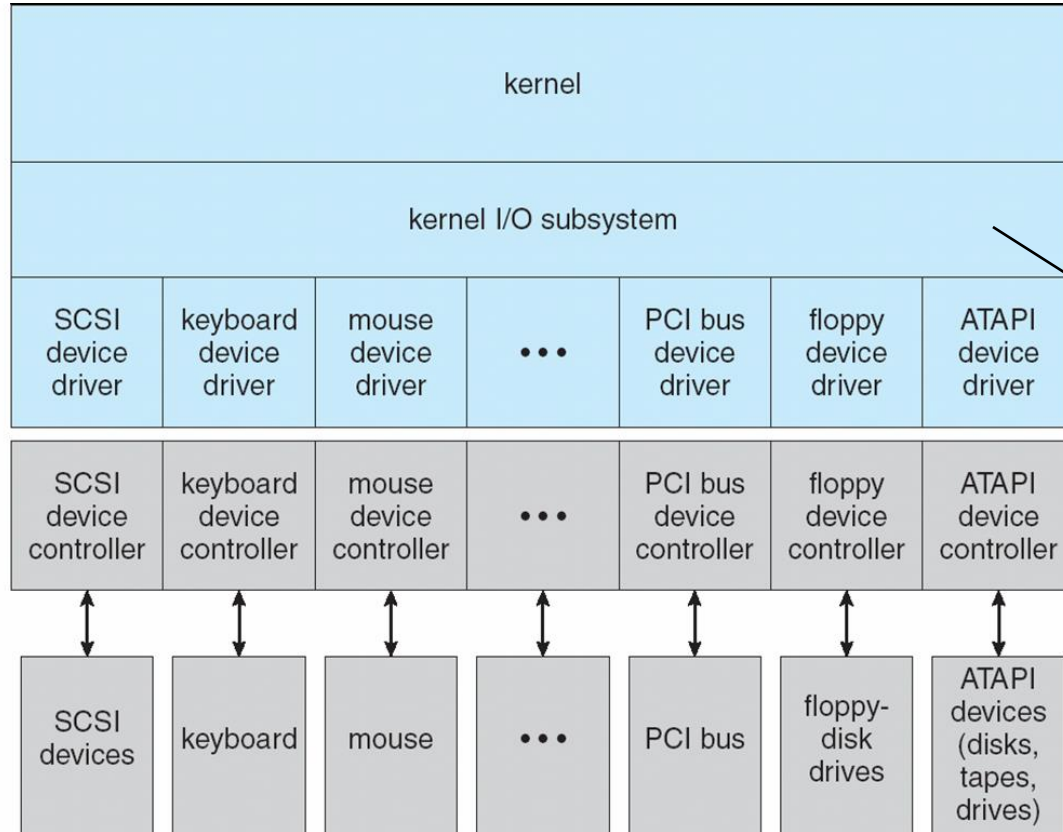 kernel
kernel I/O subsystem
SCSI
device
driver
keyboard
device
driver
mouse
device
driver
•••
PCI bus
device
driver
floppy
device
driver
ATAPI
device
driver
SCSI
device
controller
keyboard
device
controller
mouse
device
controller
•••
PCI bus
device
controller
floppy
device
controller
ATAPI
device
controller
SCSI
devices
keyboard
mouse
•••
PCI bus
floppy-
disk
drives
ATAPI
devices
(disks,
tapes,
drives)